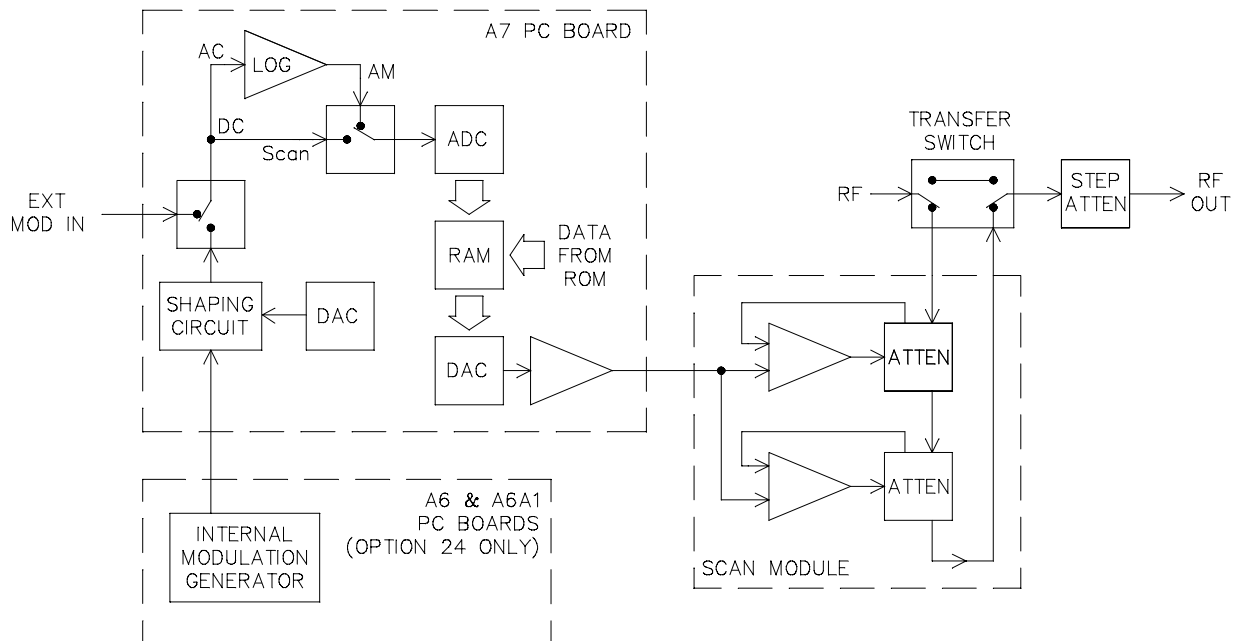 A7 PC BOARD
AC
LOG
AM
DC
Scan
ADC
EXT
MOD IN
RAM
DATA
FROM
ROM
SHAPING
CIRCUIT
DAC
DAC
A6 & A6A1
PC BOARDS
(OPTION 24 ONLY)
INTERNAL
MODULATION
GENERATOR
TRANSFER
SWITCH
RF
STEP
ATTEN
RF
OUT
ATTEN
ATTEN
SCAN MODULE